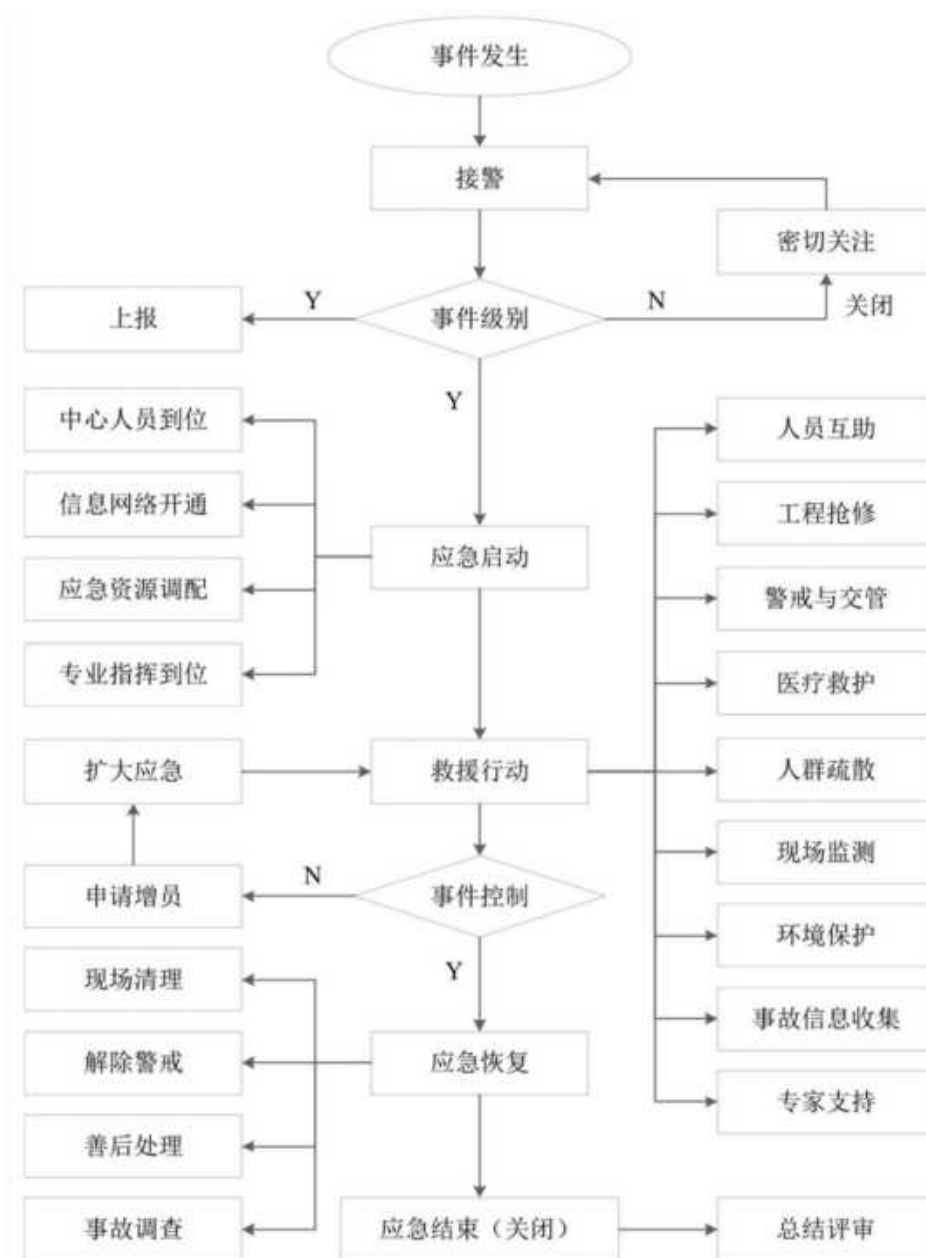 事件发生
接警
密切关注
关闭
事件级别
Y
N
上报
Y
中心人员到位
信息网络开通
应急资源调配
专业指挥到位
应急启动
人员互助
工程抢修
警戒与交管
医疗救护
人群疏散
现场监测
环境保护
事故信息收集
专家支持
扩大应急
救援行动
申请增员
N
事件控制
Y
现场清理
解除警戒
善后处理
事故调查
应急恢复
应急结束（关闭）
总结评审